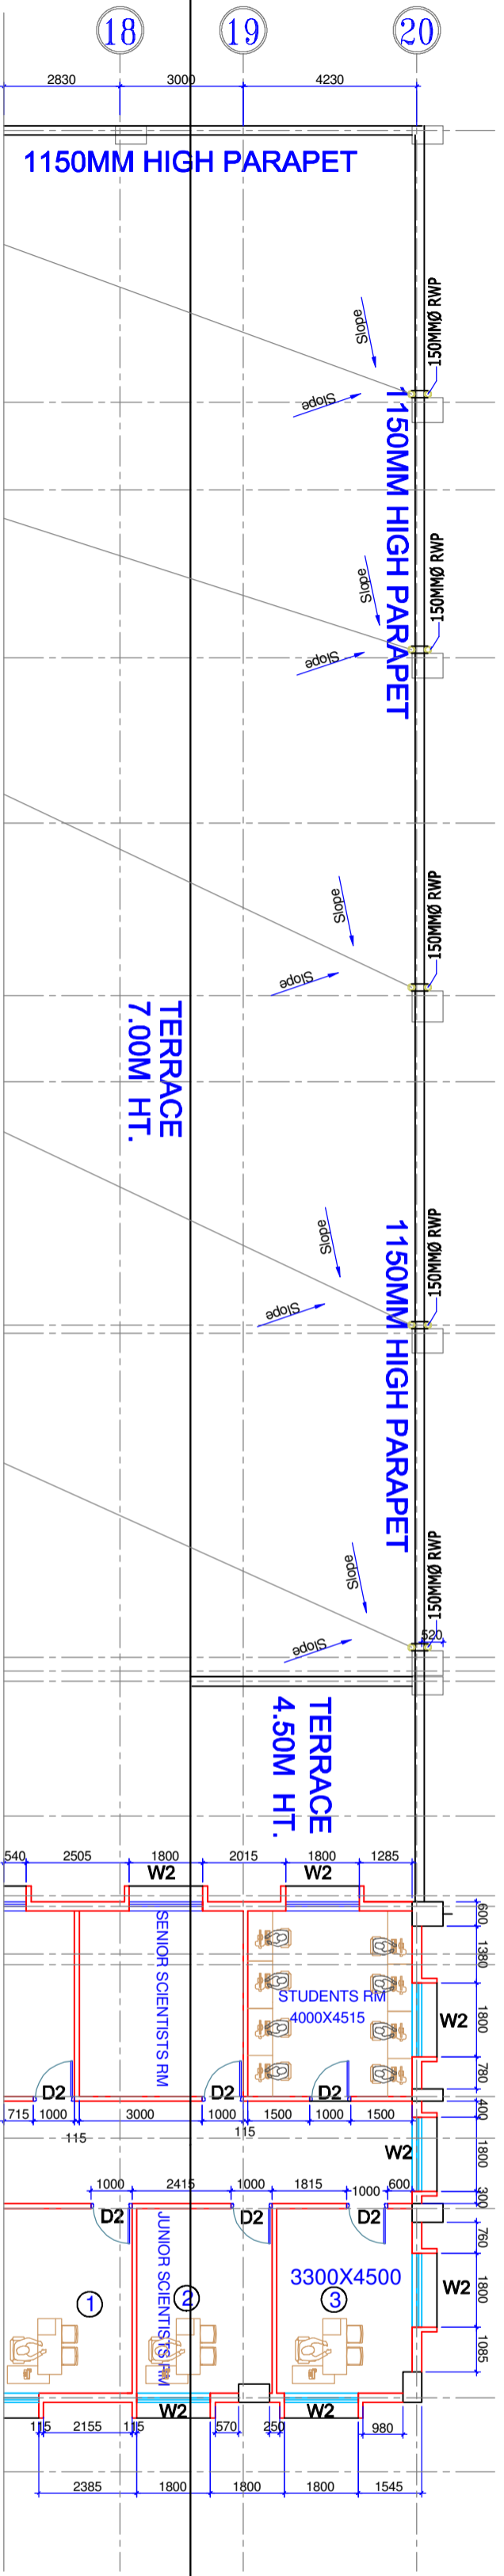 18
19
20
2830
3000
4230
1150MM HIGH PARAPET
150MMØ RWP
Slope
Slope
1150MM HIGH PARAPET
150MMØ RWP
Slope
Slope
150MMØ RWP
Slope
Slope
TERRACE
7.00M HT.
150MMØ RWP
Slope
Slope
1150MM HIGH PARAPET
150MMØ RWP
Slope
Slope
520
TERRACE
4.50M HT.
540
2505
1800
2015
1800
1285
W2
W2
600
1380
1800
780
400
1800
300
760
1800
1085
SENIOR SCIENTISTS RM
STUDENTS RM
4000X4515
W2
D2
D2
D2
715
1000
115
3000
1000
115
1500
1000
1500
W2
1000
2415
1000
1815
1000
600
D2
D2
D2
JUNIOR SCIENTISTS RM
3300X4500
1
2
3
W2
W2
W2
115
2155
115
570
250
980
2385
1800
1800
1800
1545